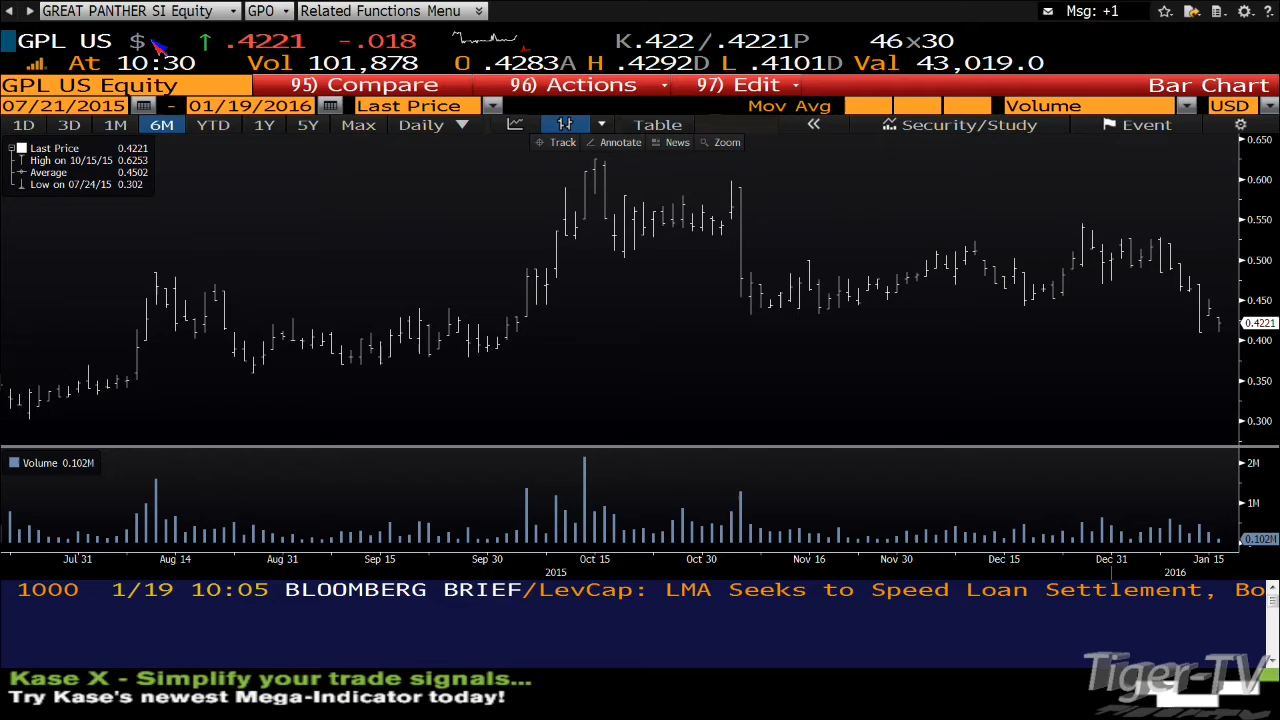 GREAT PANTHER SI Equity GPO Related Functions Menu Msg: +1
GPL US $ ↑ .4221 -.018 K.422/.4221P 46x30
At 10:30 Vol 101,878 O .4283A H .4292D L .4101D Val 43,019.0
GPL US Equity 95) Compare 96) Actions 97) Edit Bar Chart
07/21/2015 - 01/19/2016 Last Price Mov Avg Volume USD
1D 3D 1M 6M YTD 1Y 5Y Max Daily Table « Security/Study Event
Track Annotate News Zoom
Last Price 0.4221
High on 10/15/15 0.6253
Average 0.4502
Low on 07/24/15 0.302
0.650
0.600
0.550
0.500
0.450
0.4221
0.400
0.350
0.300
Volume 0.102M
2M
1M
0.102M
Jul 31 Aug 14 Aug 31 Sep 15 Sep 30 Oct 15 Oct 30 Nov 16 Nov 30 Dec 15 Dec 31 Jan 15
2015 2016
1000 1/19 10:05 BLOOMBERG BRIEF/LevCap: LMA Seeks to Speed Loan Settlement, Bo
Kase X - Simplify your trade signals...
Try Kase's newest Mega-Indicator today!
Tiger-TV